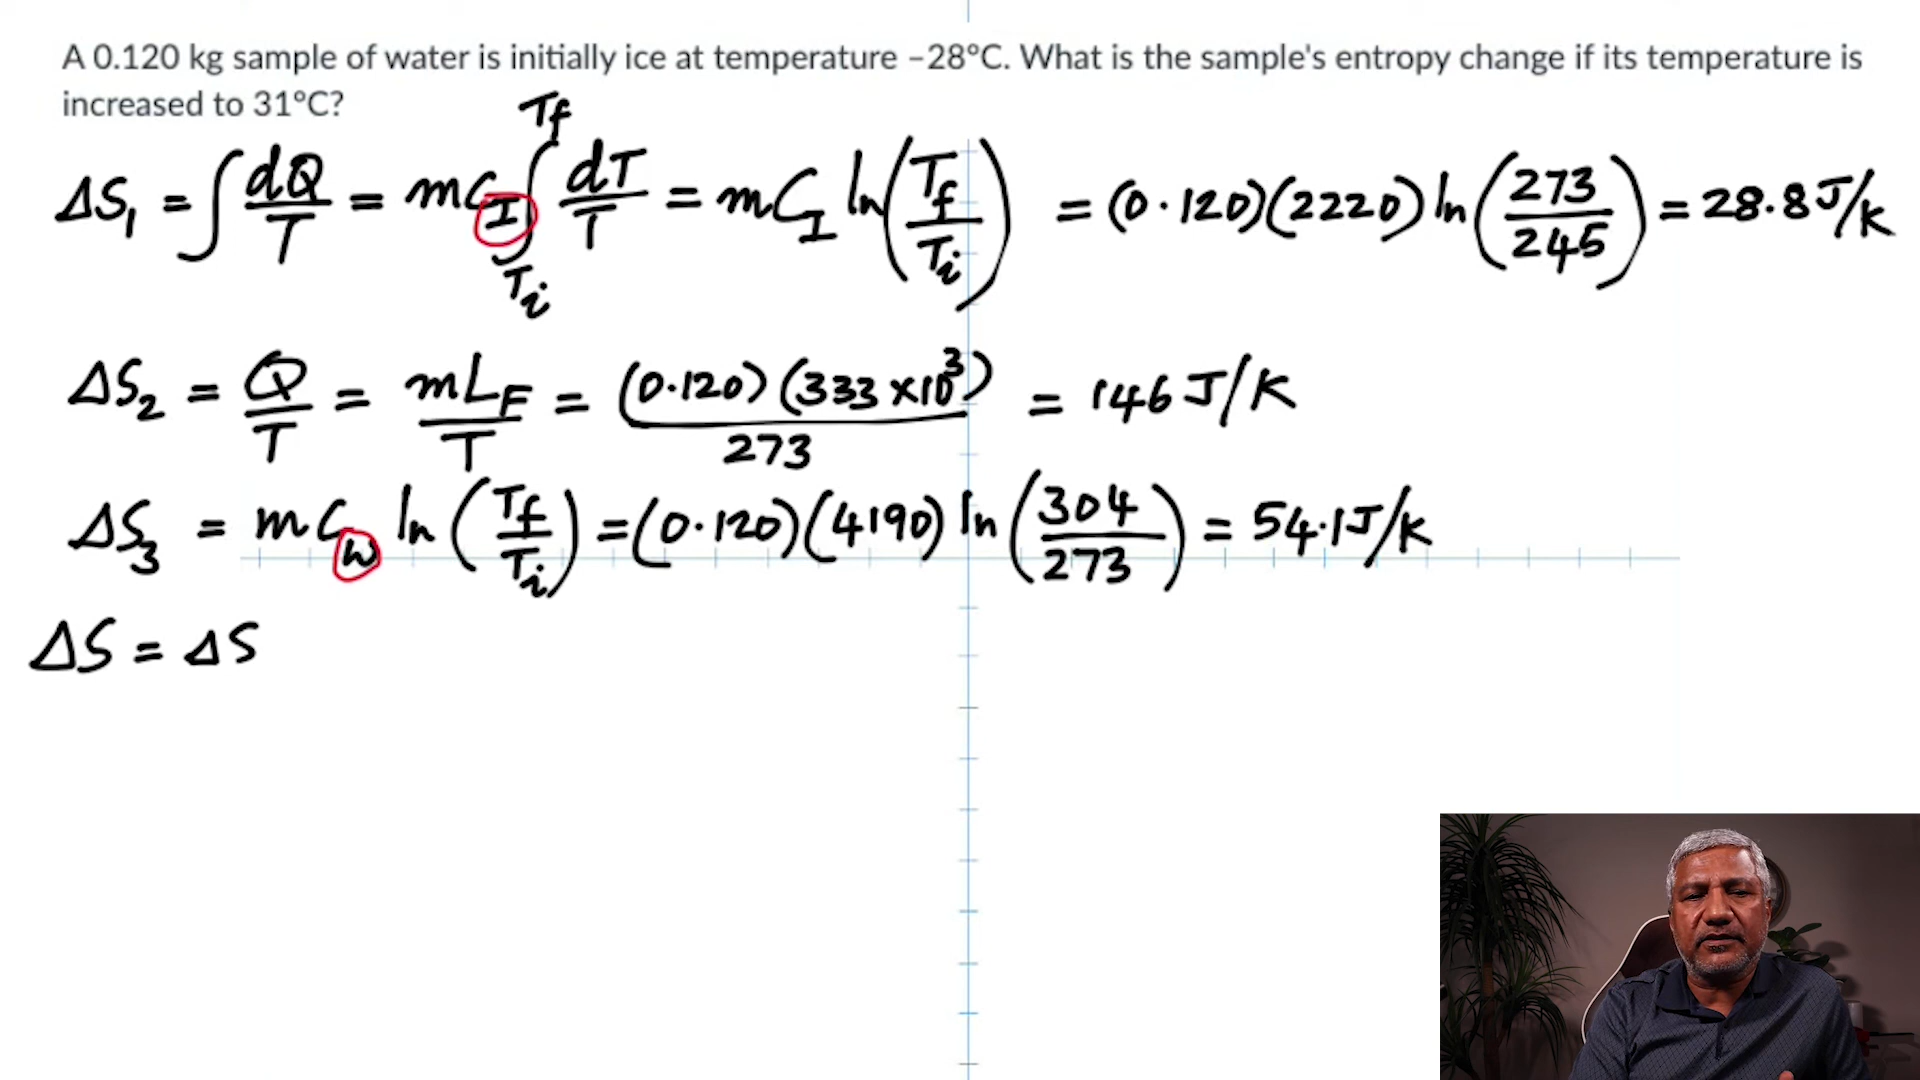 A 0.120 kg sample of water is initially ice at temperature –28°C. What is the sample's entropy change if its temperature is
increased to 31°C?
ΔS₁ = ∫ dQ/T = mC_I ∫_{Ti}^{Tf} dT/T = mC_I ln(Tf/Ti) = (0.120)(2220) ln(273/245) = 28.8 J/K
ΔS₂ = Q/T = mL_F/T = (0.120)(333 x10³)/273 = 146 J/K
ΔS₃ = mC_w ln(Tf/Ti) = (0.120)(4190) ln(304/273) = 54.1 J/K
ΔS = ΔS